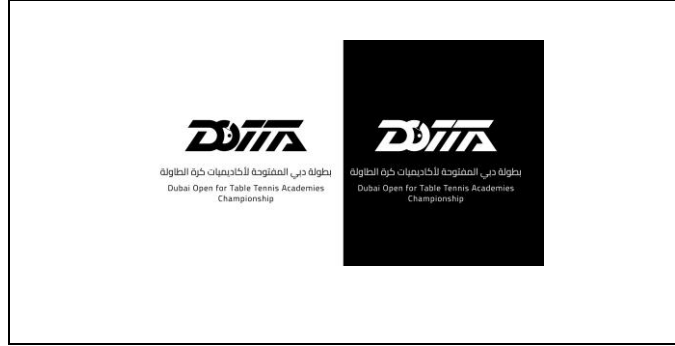 DOTTA
بطولة دبي المفتوحة لأكاديميات كرة الطاولة
Dubai Open for Table Tennis Academies
Championship
DOTTA
بطولة دبي المفتوحة لأكاديميات كرة الطاولة
Dubai Open for Table Tennis Academies
Championship